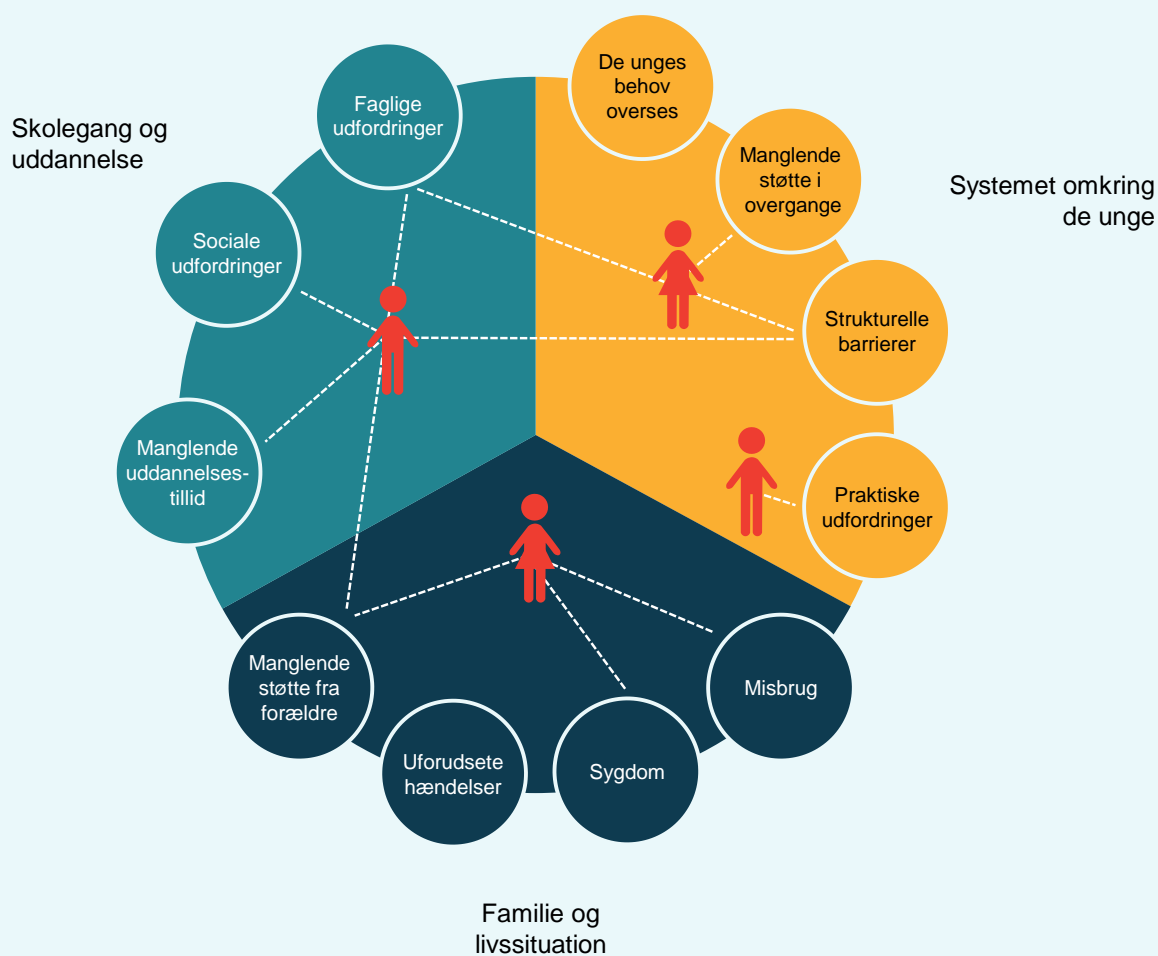 Skolegang og
uddannelse
Faglige
udfordringer
Sociale
udfordringer
Manglende
uddannelses-
tillid
De unges
behov
overses
Manglende
støtte i
overgange
Systemet omkring
de unge
Strukturelle
barrierer
Praktiske
udfordringer
Manglende
støtte fra
forældre
Uforudsete
hændelser
Sygdom
Misbrug
Familie og
livssituation